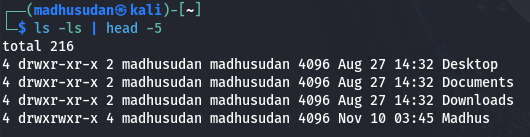 ┌──(madhusudan㉿kali)-[~]
└─$ ls -ls | head -5
total 216
4 drwxr-xr-x 2 madhusudan madhusudan 4096 Aug 27 14:32 Desktop
4 drwxr-xr-x 2 madhusudan madhusudan 4096 Aug 27 14:32 Documents
4 drwxr-xr-x 2 madhusudan madhusudan 4096 Aug 27 14:32 Downloads
4 drwxrwxr-x 4 madhusudan madhusudan 4096 Nov 10 03:45 Madhus